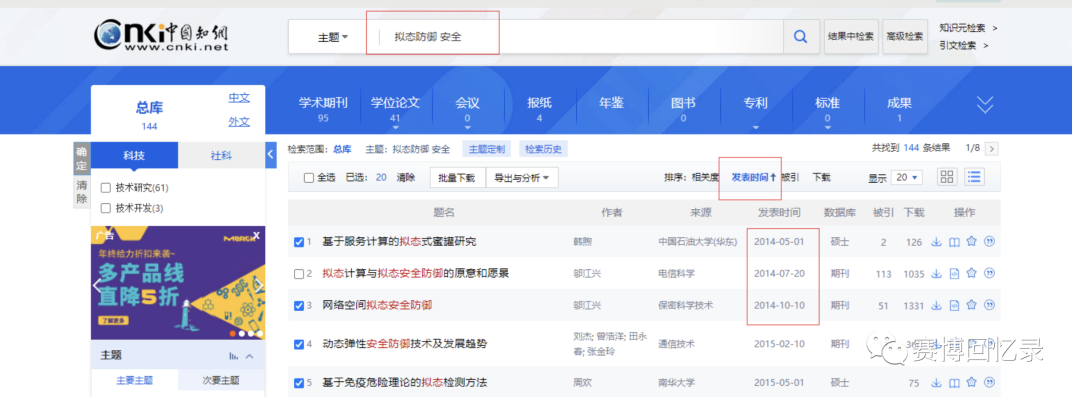 Cnki中国知網
www.cnki.net
主题
拟态防御 安全
结果中检索
高级检索
知识元检索 >
引文检索 >
总库
144
中文
外文
学术期刊
95
学位论文
41
会议
0
报纸
4
年鉴
图书
0
专利
标准
0
成果
1
确定
清除
科技
社科
技术研究(61)
技术开发(3)
检索范围: 总库 主题: 拟态防御 安全 主题定制 检索历史
共找到 144 条结果 1/8 >
全选 已选: 20 清除 批量下载 导出与分析
排序: 相关度 发表时间↑ 被引 下载 显示 20
题名 作者 来源 发表时间 数据库 被引 下载 操作
1 基于服务计算的拟态式蜜罐研究 韩煦 中国石油大学(华东) 2014-05-01 硕士 2 126
2 拟态计算与拟态安全防御的原意和愿景 邬江兴 电信科学 2014-07-20 期刊 113 1035
3 网络空间拟态安全防御 邬江兴 保密科学技术 2014-10-10 期刊 51 1331
4 动态弹性安全防御技术及发展趋势 刘杰; 曾浩洋; 田永春; 张金玲 通信技术 2015-02-10 期刊
5 基于免疫危险理论的拟态检测方法 周欢 南华大学 2015-05-01 硕士 75
广告
MERCK
X
年终给力折扣来袭~
多产品线
直降5折
了解更多
主题
主要主题
次要主题
赛博回忆录